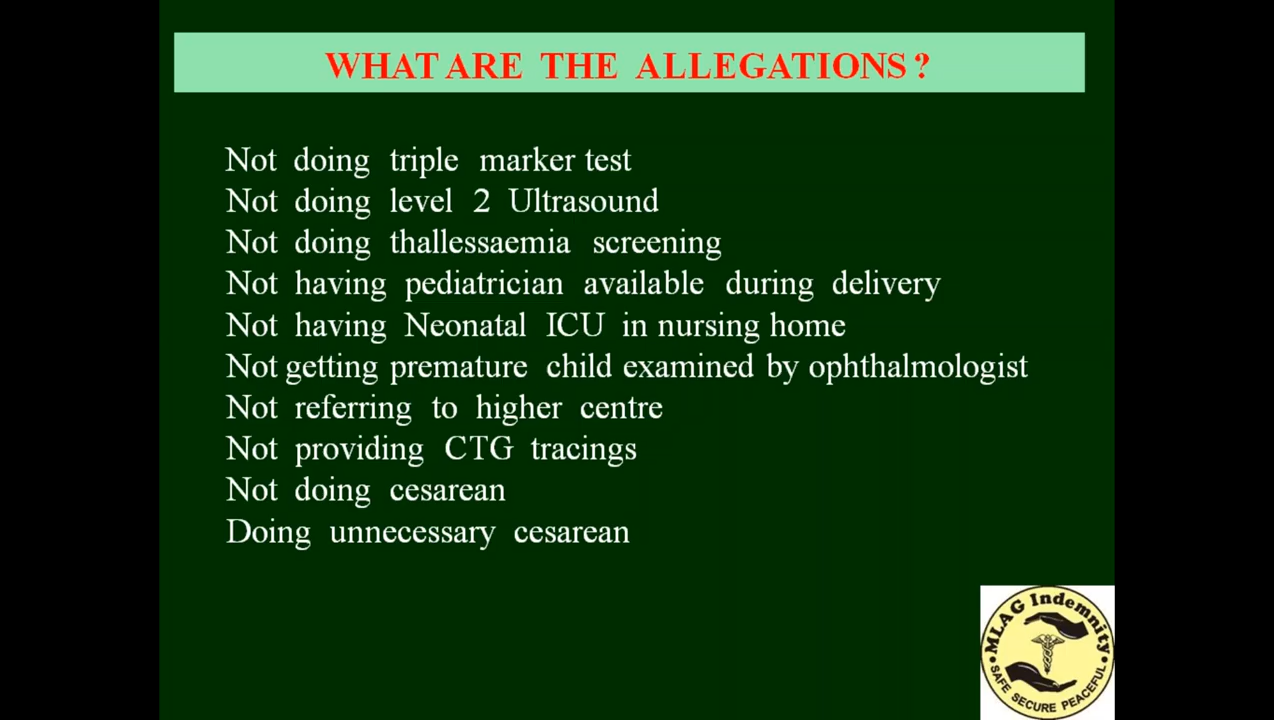 WHAT ARE THE ALLEGATIONS ?
Not doing triple marker test
Not doing level 2 Ultrasound
Not doing thallessaemia screening
Not having pediatrician available during delivery
Not having Neonatal ICU in nursing home
Not getting premature child examined by ophthalmologist
Not referring to higher centre
Not providing CTG tracings
Not doing cesarean
Doing unnecessary cesarean
MLAG Indemnity
SAFE SECURE PEACEFUL